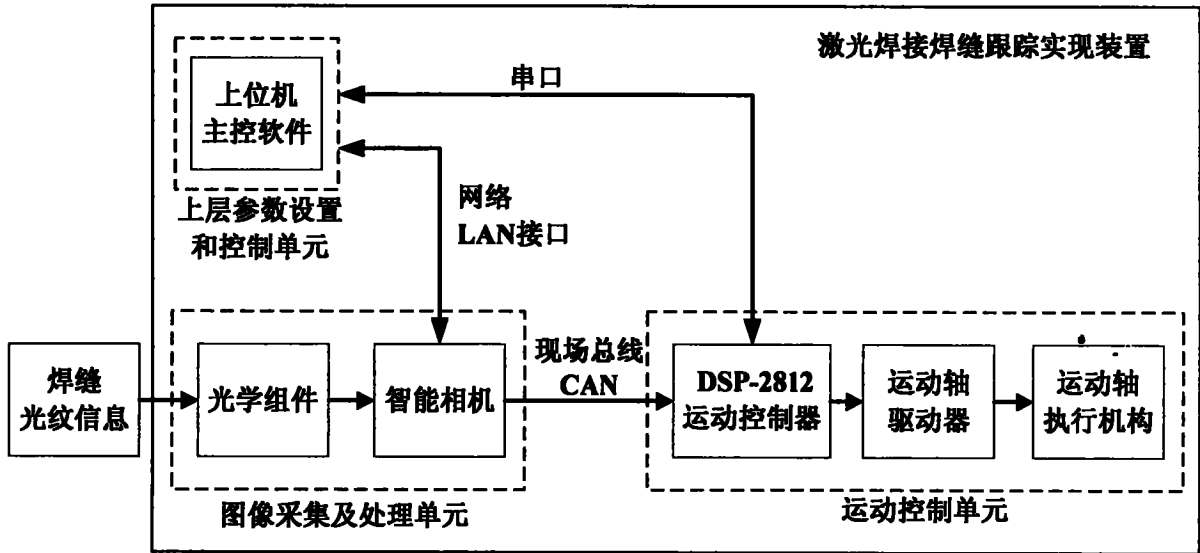 激光焊接焊缝跟踪实现装置
串口
上位机
主控软件
上层参数设置
和控制单元
网络
LAN接口
焊缝
光纹信息
光学组件
智能相机
现场总线
CAN
DSP-2812
运动控制器
运动轴
驱动器
运动轴
执行机构
图像采集及处理单元
运动控制单元